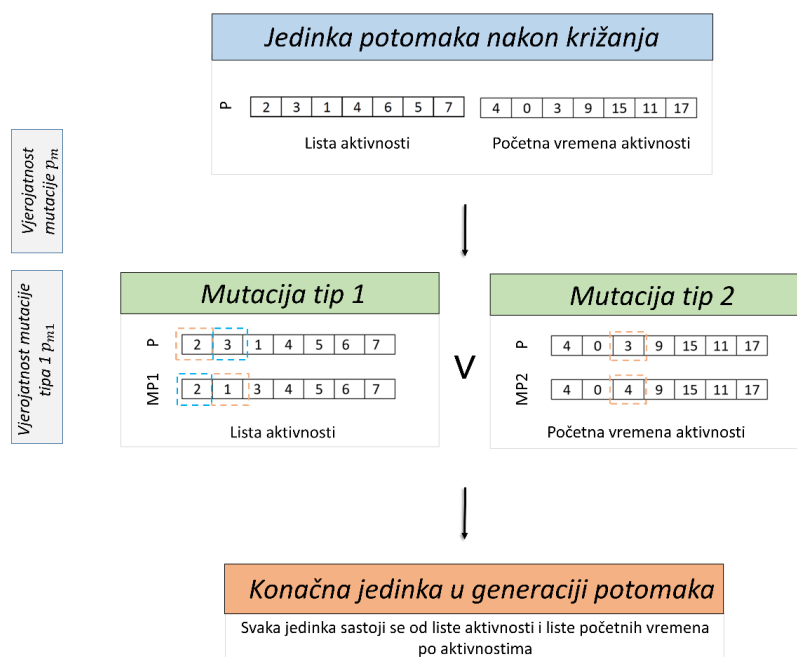 Jedinka potomaka nakon križanja
P 2 3 1 4 6 5 7 4 0 3 9 15 11 17
Lista aktivnosti Početna vremena aktivnosti
Vjerojatnost
mutacije pₘ
Vjerojatnost mutacije
tipa 1 pₘ₁
Mutacija tip 1
P 2 3 1 4 5 6 7
MP1 2 1 3 4 5 6 7
Lista aktivnosti
V
Mutacija tip 2
P 4 0 3 9 15 11 17
MP2 4 0 4 9 15 11 17
Početna vremena aktivnosti
Konačna jedinka u generaciji potomaka
Svaka jedinka sastoji se od liste aktivnosti i liste početnih vremena
po aktivnostima